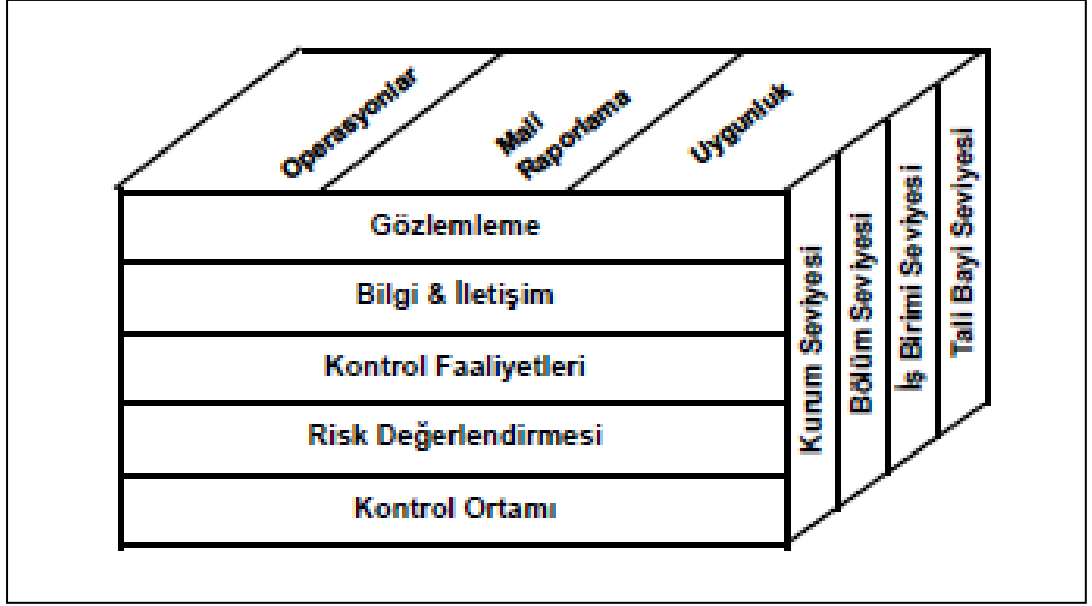 Operasyonlar
Mali
Raporlama
Uygunluk
Gözlemleme
Bilgi & İletişim
Kontrol Faaliyetleri
Risk Değerlendirmesi
Kontrol Ortamı
Kurum Seviyesi
Bölüm Seviyesi
İş Birimi Seviyesi
Tali Bayi Seviyesi